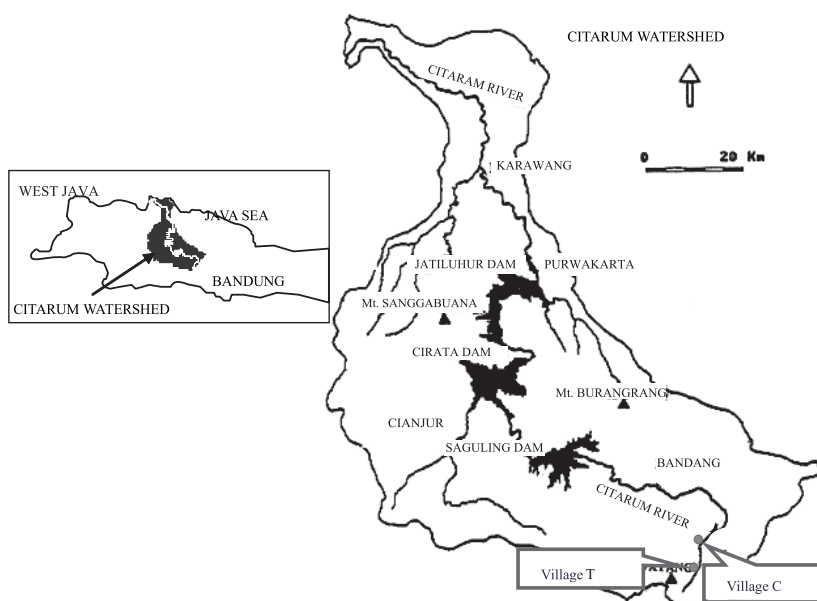 CITARUM WATERSHED
CITARAM RIVER
KARAWANG
0 20 Km
WEST JAVA
JAVA SEA
BANDUNG
CITARUM WATERSHED
JATILUHUR DAM
PURWAKARTA
Mt. SANGGABUANA
CIRATA DAM
Mt. BURANGRANG
CIANJUR
SAGULING DAM
BANDANG
CITARUM RIVER
Village T
Village C